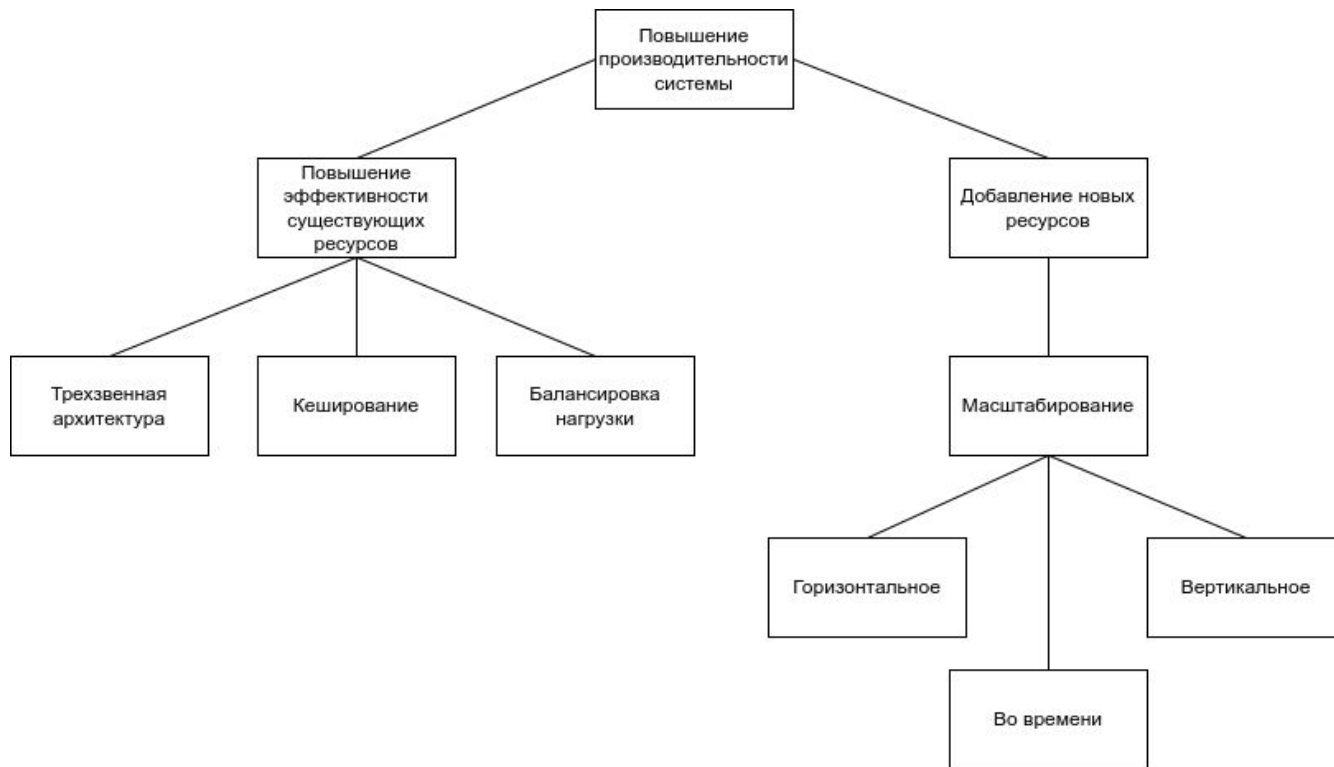 Повышение
производительности
системы
Повышение
эффективности
существующих
ресурсов
Добавление новых
ресурсов
Трехзвенная
архитектура
Кеширование
Балансировка
нагрузки
Масштабирование
Горизонтальное
Вертикальное
Во времени